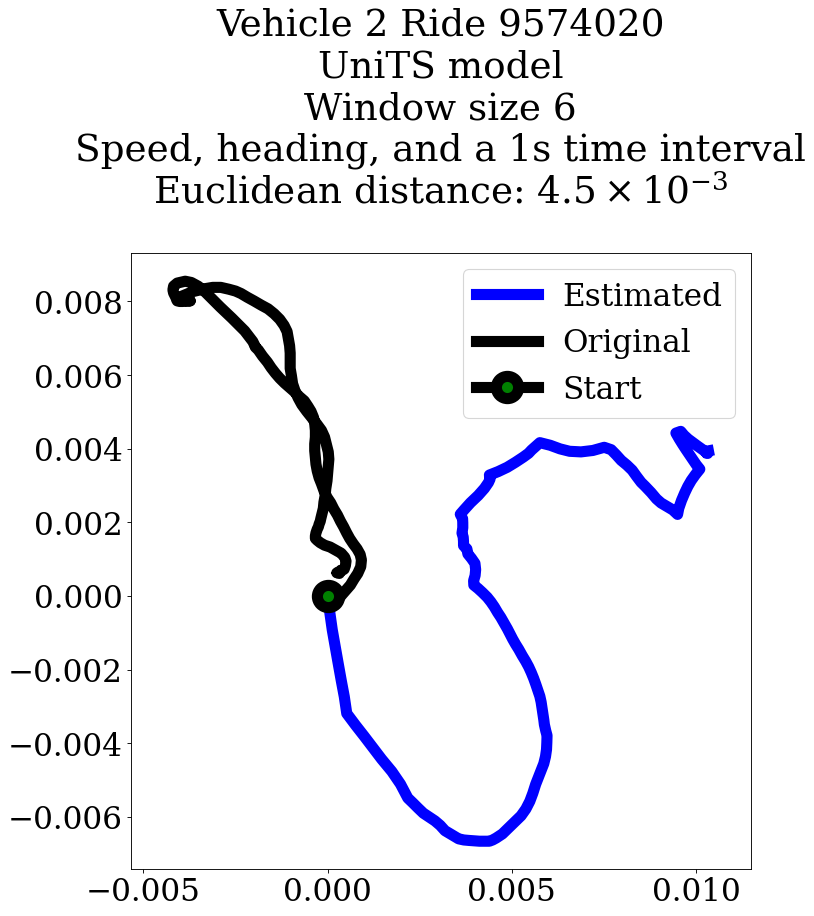 Vehicle 2 Ride 9574020
UniTS model
Window size 6
Speed, heading, and a 1s time interval
Euclidean distance: 4.5 × 10⁻³
Estimated
Original
Start
0.008
0.006
0.004
0.002
0.000
−0.002
−0.004
−0.006
−0.005 0.000 0.005 0.010